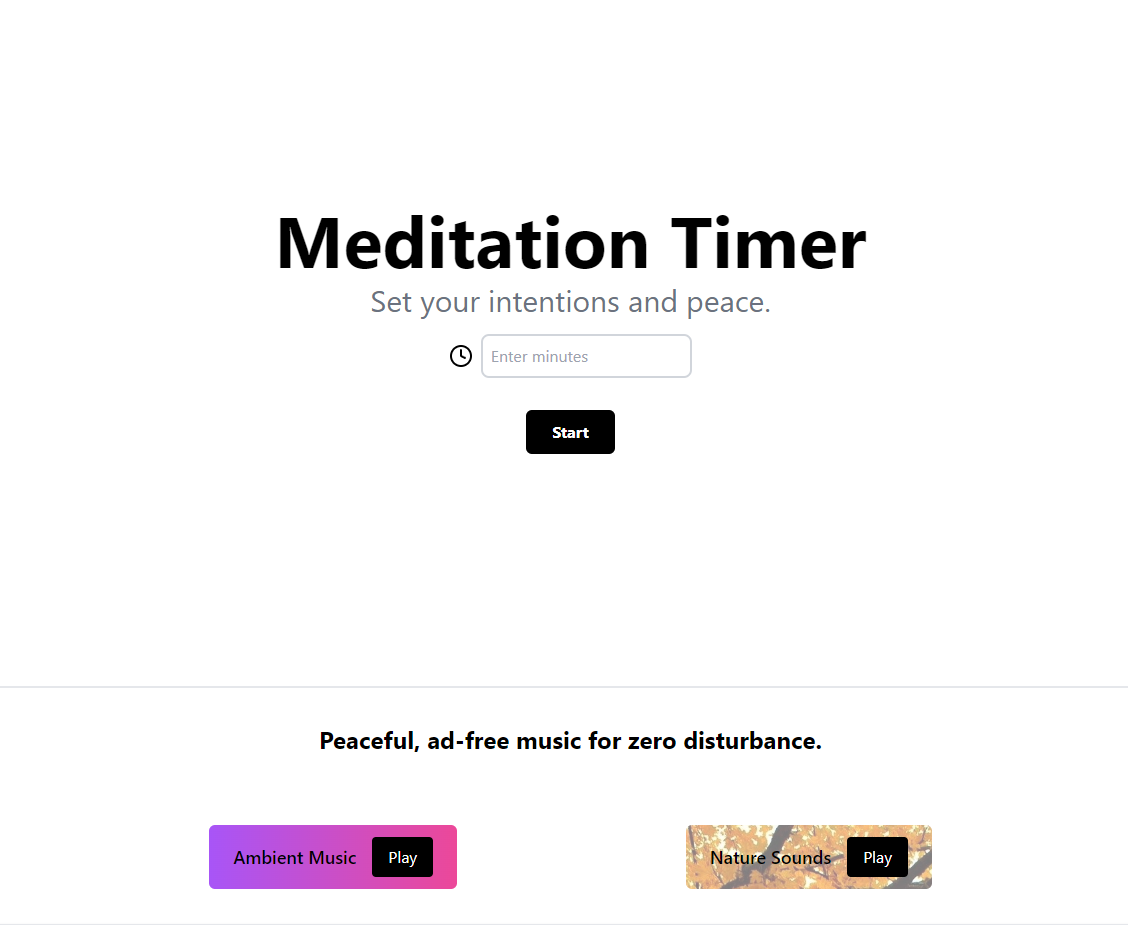 Meditation Timer
Set your intentions and peace.
Enter minutes
Start
Peaceful, ad-free music for zero disturbance.
Ambient Music Play
Nature Sounds Play